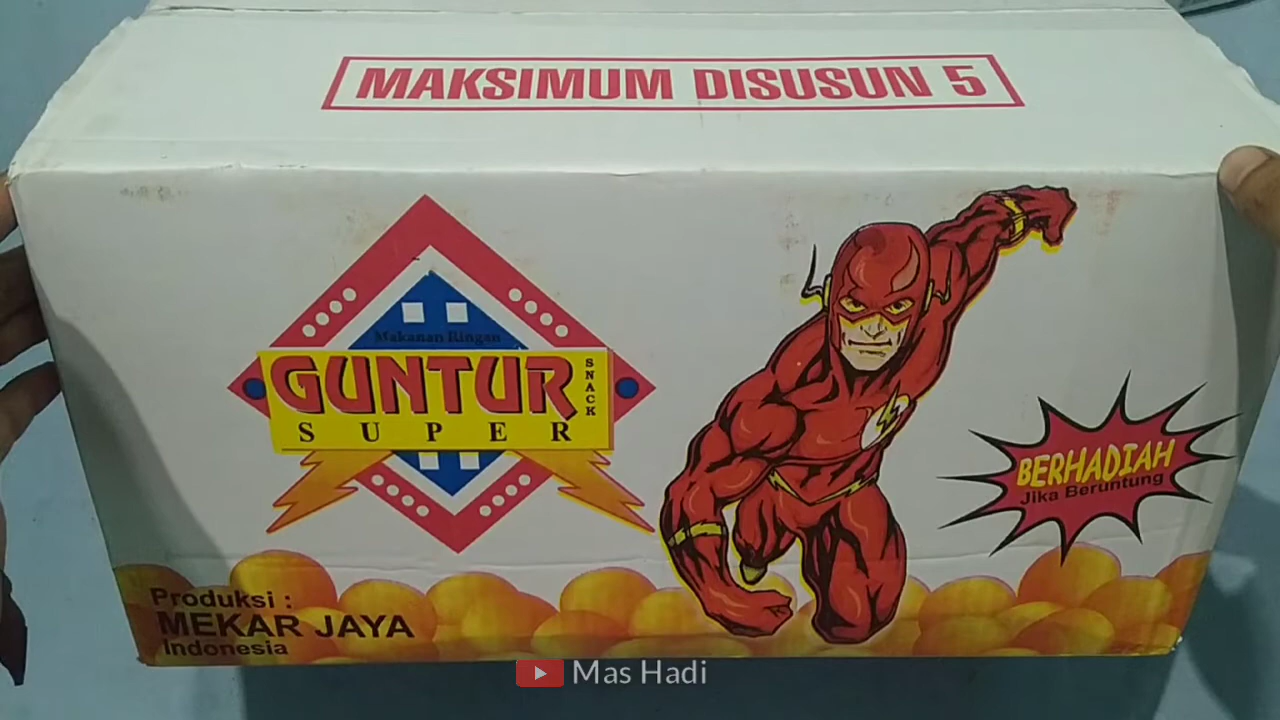 MAKSIMUM DISUSUN 5
Makanan Ringan
GUNTUR
SNACK
SUPER
BERHADIAH
Jika Beruntung
Produksi :
MEKAR JAYA
Indonesia
Mas Hadi